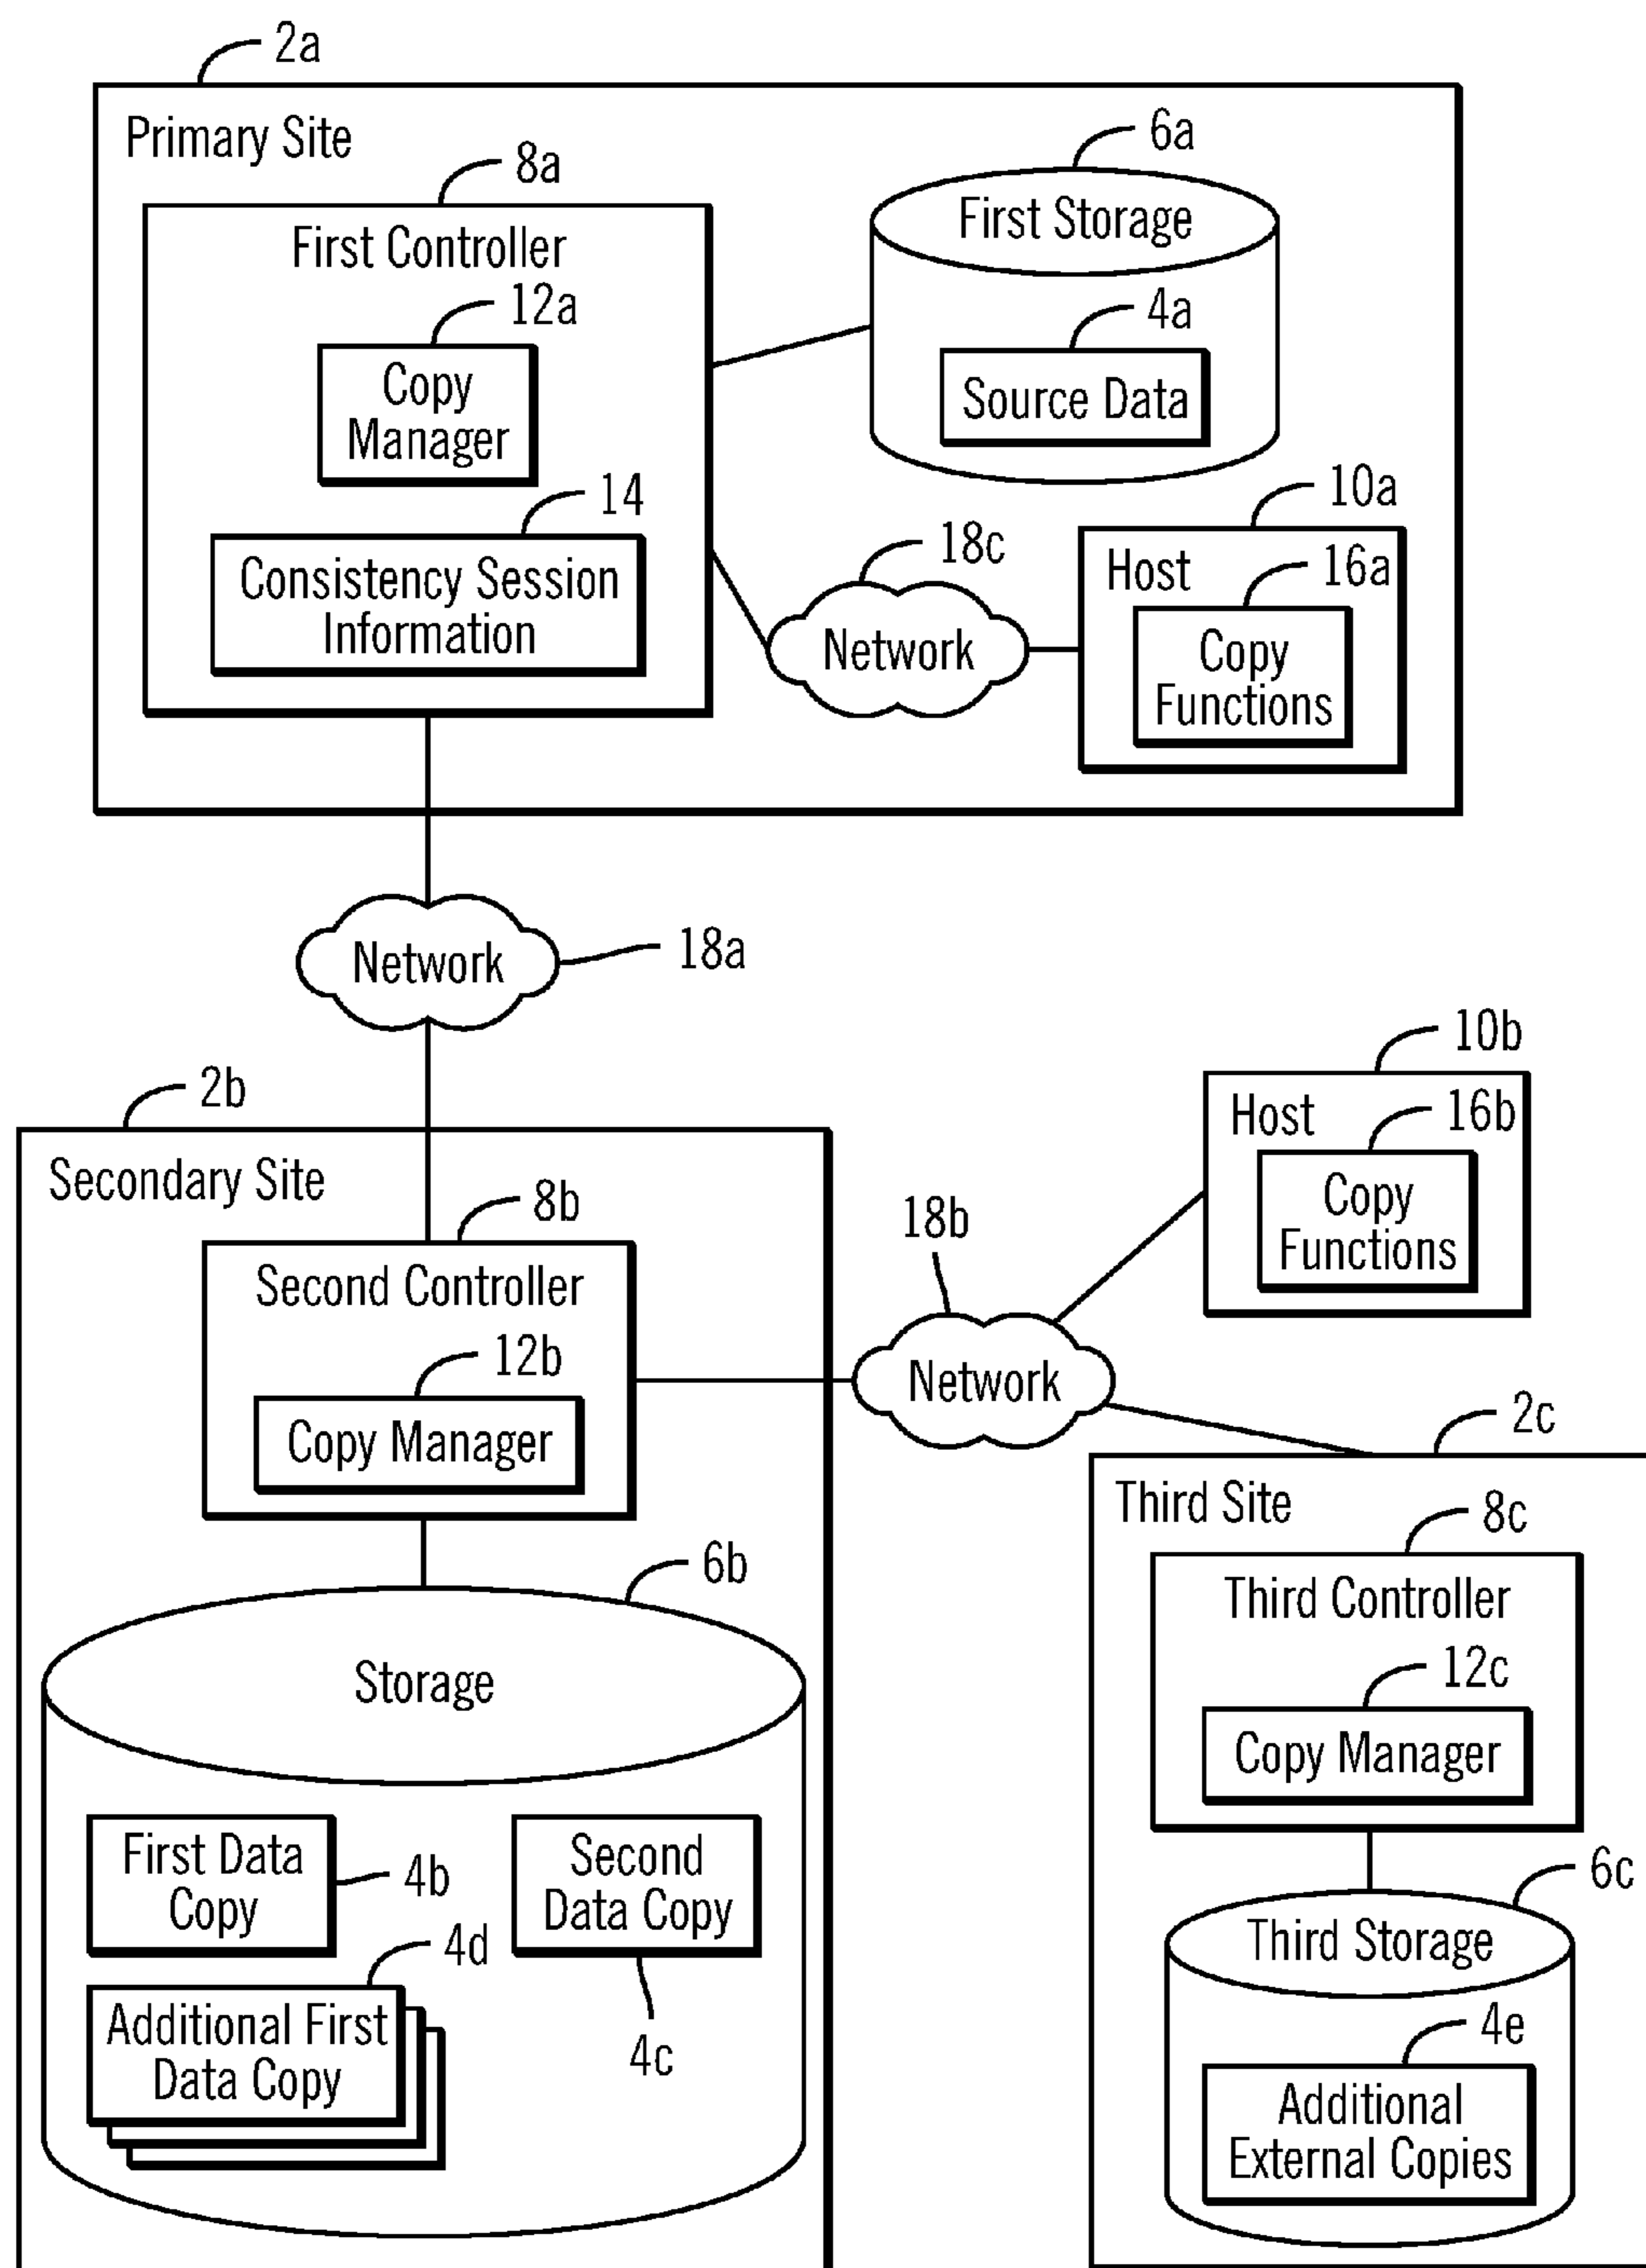 2a
Primary Site
8a
First Controller
12a
Copy
Manager
14
Consistency Session
Information
6a
First Storage
4a
Source Data
18c
Network
10a
Host
16a
Copy
Functions
Network
18a
2b
Secondary Site
8b
Second Controller
12b
Copy Manager
18b
Network
10b
Host
16b
Copy
Functions
6b
Storage
First Data
Copy
4b
Second
Data Copy
4c
4d
Additional First
Data Copy
2c
Third Site
8c
Third Controller
12c
Copy Manager
6c
Third Storage
4e
Additional
External Copies